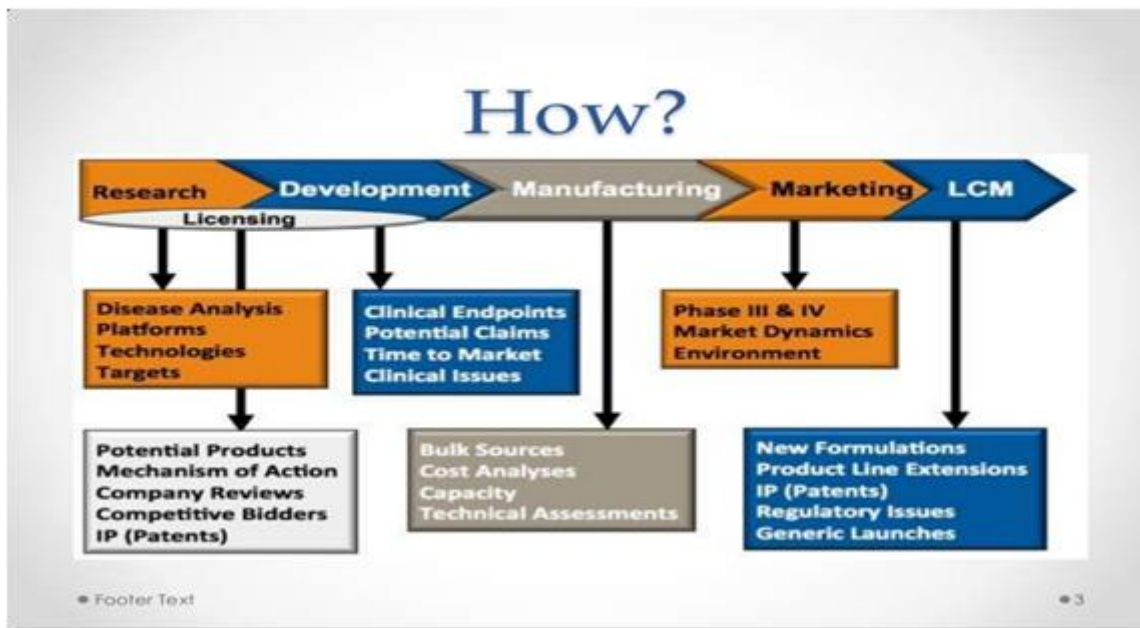 How?
Research
Development
Manufacturing
Marketing
LCM
Licensing
Disease Analysis
Platforms
Technologies
Targets
Clinical Endpoints
Potential Claims
Time to Market
Clinical Issues
Phase III & IV
Market Dynamics
Environment
Potential Products
Mechanism of Action
Company Reviews
Competitive Bidders
IP (Patents)
Bulk Sources
Cost Analyses
Capacity
Technical Assessments
New Formulations
Product Line Extensions
IP (Patents)
Regulatory Issues
Generic Launches
Footer Text
3